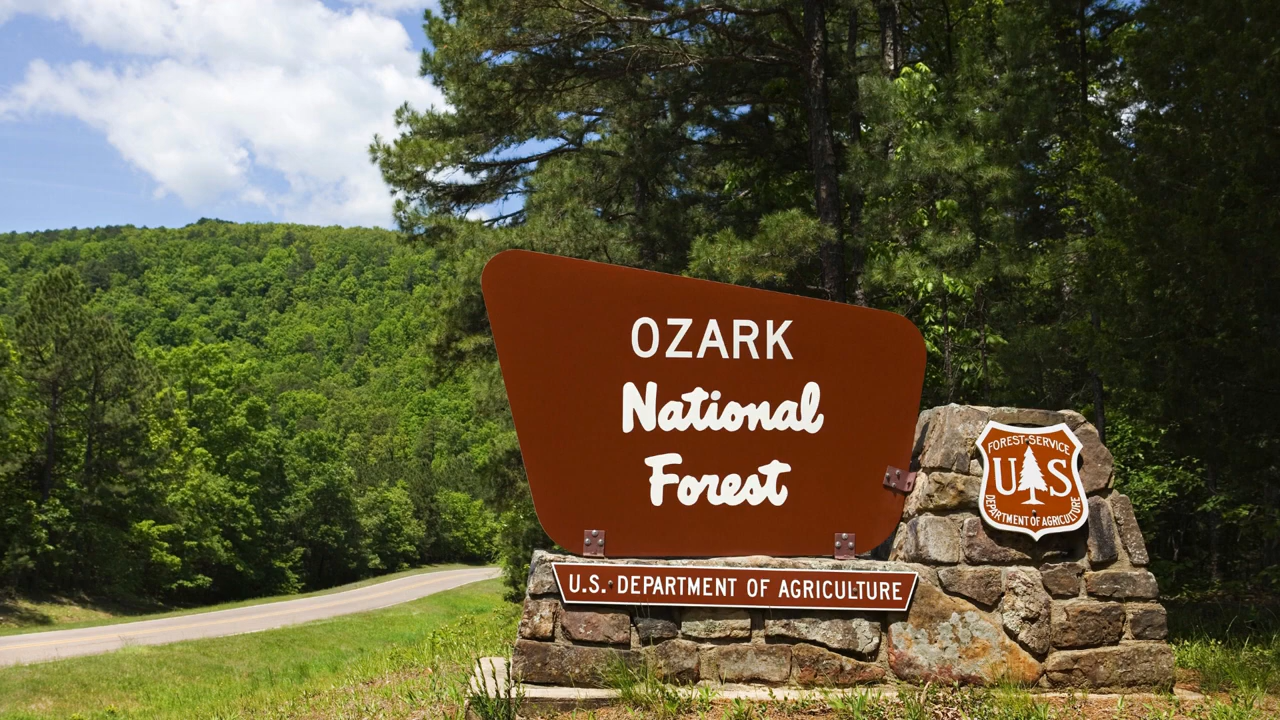 OZARK
National
Forest
U.S. DEPARTMENT OF AGRICULTURE
FOREST SERVICE
US
DEPARTMENT OF AGRICULTURE